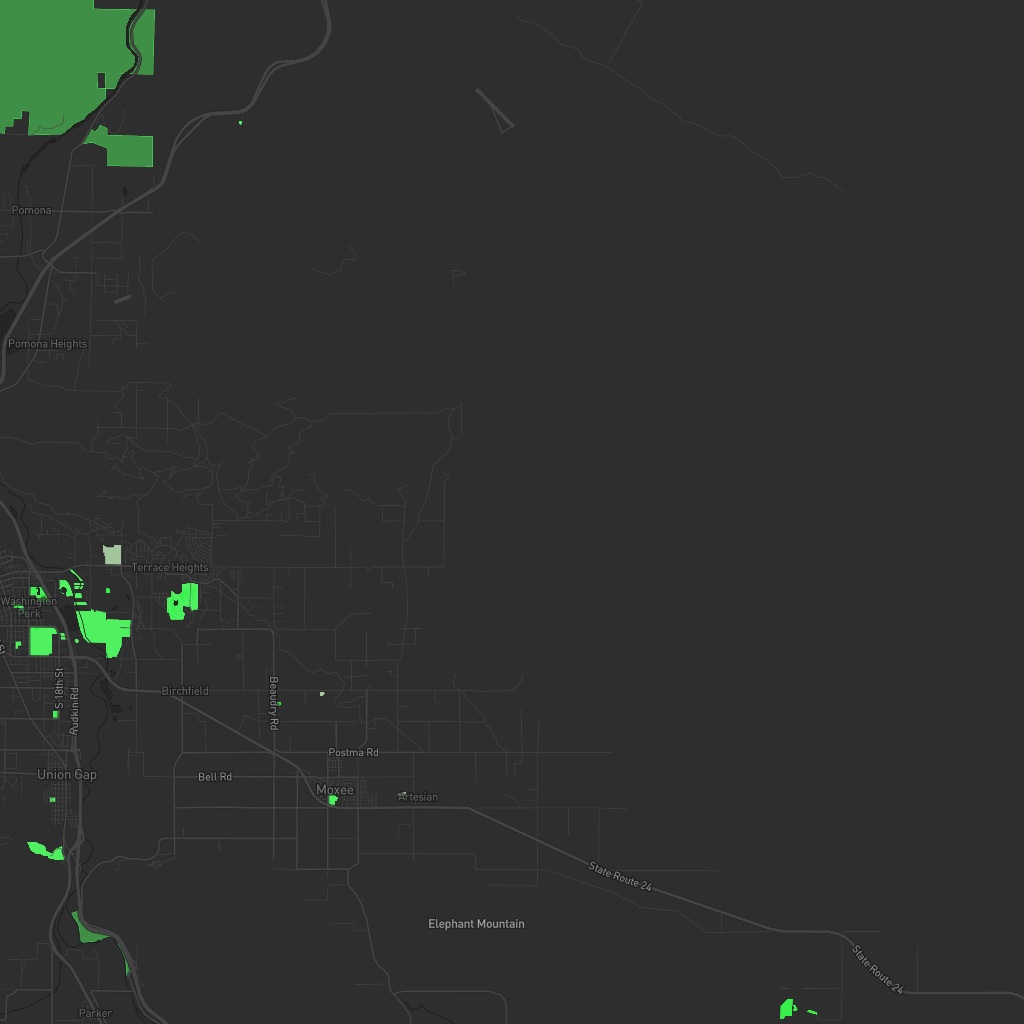 Pomona
Pomona Heights
Terrace Heights
Washington
Park
S 18th St
Rudkin Rd
Birchfield
Beaudry Rd
Postma Rd
Union Gap
Bell Rd
Moxee
Artesian
State Route 24
Elephant Mountain
State Route 24
Parker